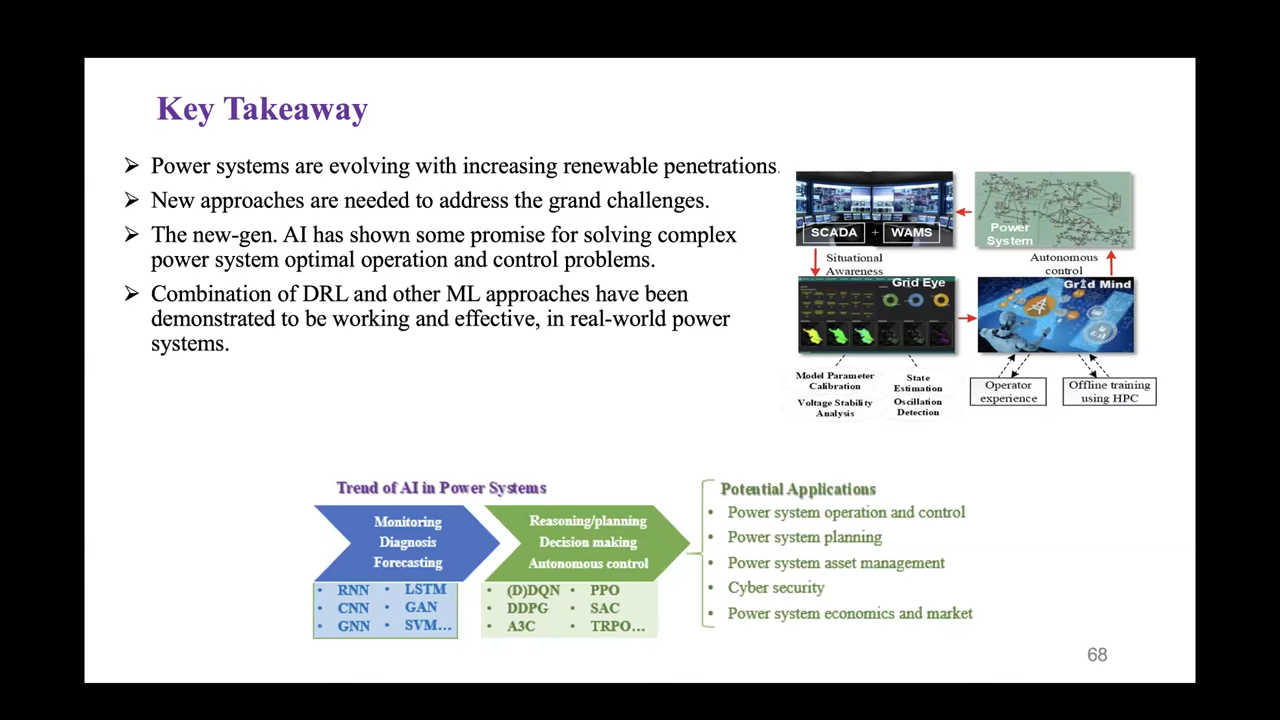 Key Takeaway
➢ Power systems are evolving with increasing renewable penetrations.
➢ New approaches are needed to address the grand challenges.
➢ The new-gen. AI has shown some promise for solving complex
power system optimal operation and control problems.
➢ Combination of DRL and other ML approaches have been
demonstrated to be working and effective, in real-world power
systems.
SCADA + WAMS
Power
System
Situational
Awareness
Autonomous
control
Grid Eye
Grid Mind
Model Parameter
Calibration
State
Estimation
Voltage Stability
Analysis
Oscillation
Detection
Operator
experience
Offline training
using HPC
Trend of AI in Power Systems
Monitoring
Diagnosis
Forecasting
Reasoning/planning
Decision making
Autonomous control
• RNN • LSTM
• CNN • GAN
• GNN • SVM...
• (D)DQN • PPO
• DDPG • SAC
• A3C • TRPO...
Potential Applications
• Power system operation and control
• Power system planning
• Power system asset management
• Cyber security
• Power system economics and market
68